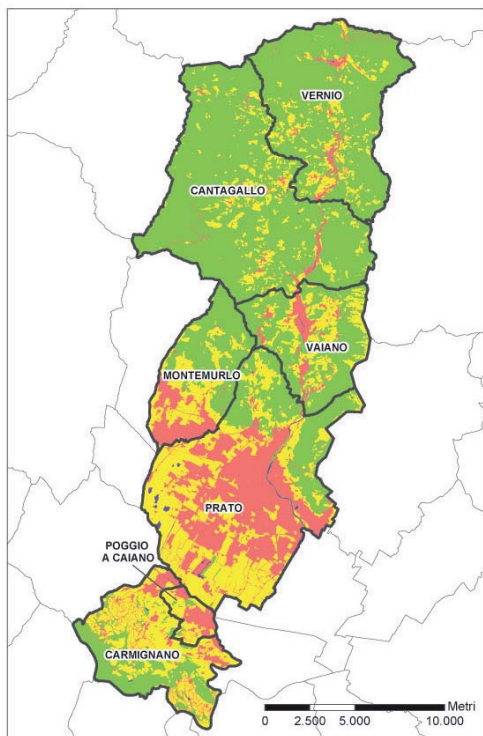 VERNIO
CANTAGALLO
VAIANO
MONTEMURLO
PRATO
POGGIO
A CAIANO
CARMIGNANO
Metri
0 2.500 5.000 10.000